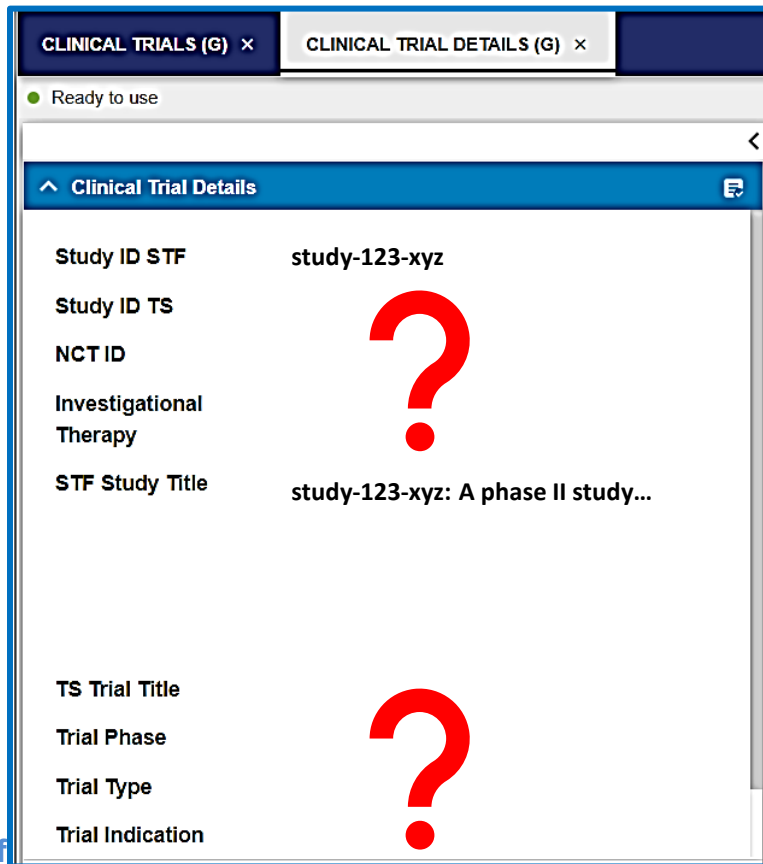 CLINICAL TRIALS (G) × CLINICAL TRIAL DETAILS (G) ×
Ready to use
Clinical Trial Details
Study ID STF study-123-xyz
Study ID TS
?
NCT ID
Investigational
Therapy
STF Study Title study-123-xyz: A phase II study...
TS Trial Title
Trial Phase
?
Trial Type
Trial Indication
f